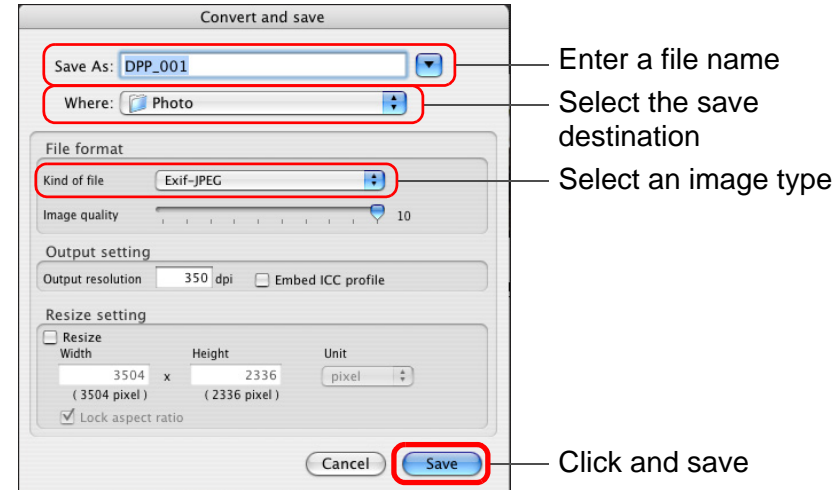 Convert and save
Save As: DPP_001
Enter a file name
Where: Photo
Select the save
destination
File format
Kind of file Exif-JPEG
Select an image type
Image quality 10
Output setting
Output resolution 350 dpi Embed ICC profile
Resize setting
Resize
Width Height Unit
3504 x 2336 pixel
( 3504 pixel ) ( 2336 pixel )
Lock aspect ratio
Cancel Save
Click and save